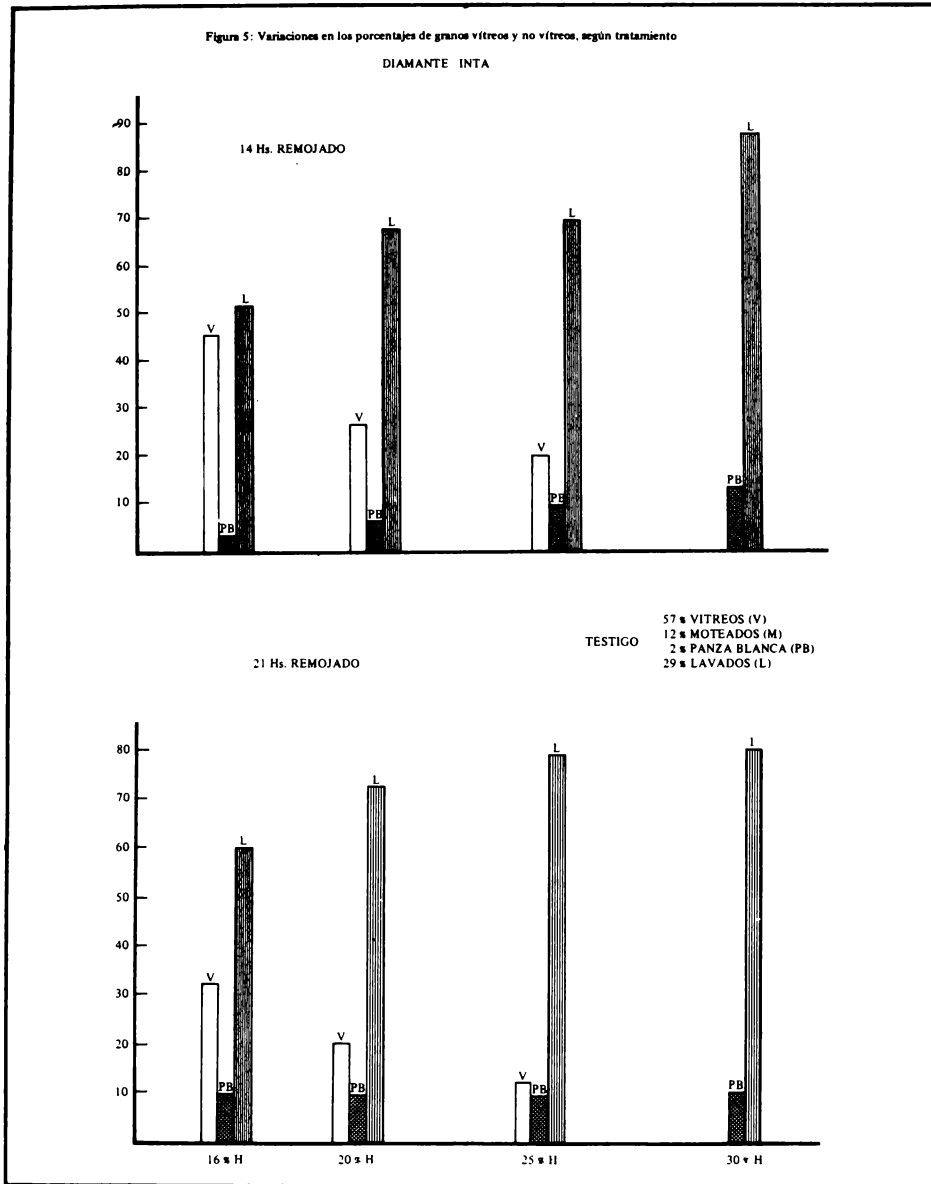 Figura 5: Variaciones en los porcentajes de granos vítreos y no vítreos, según tratamiento
DIAMANTE INTA
14 Hs. REMOJADO
90
80
70
60
50
40
30
20
10
V
PB
L
V
PB
L
V
PB
L
PB
L
TESTIGO
57 % VITREOS (V)
12 % MOTEADOS (M)
2 % PANZA BLANCA (PB)
29 % LAVADOS (L)
21 Hs. REMOJADO
80
70
60
50
40
30
20
10
V
PB
L
V
PB
L
V
PB
L
PB
L
16 % H
20 % H
25 % H
30 % H